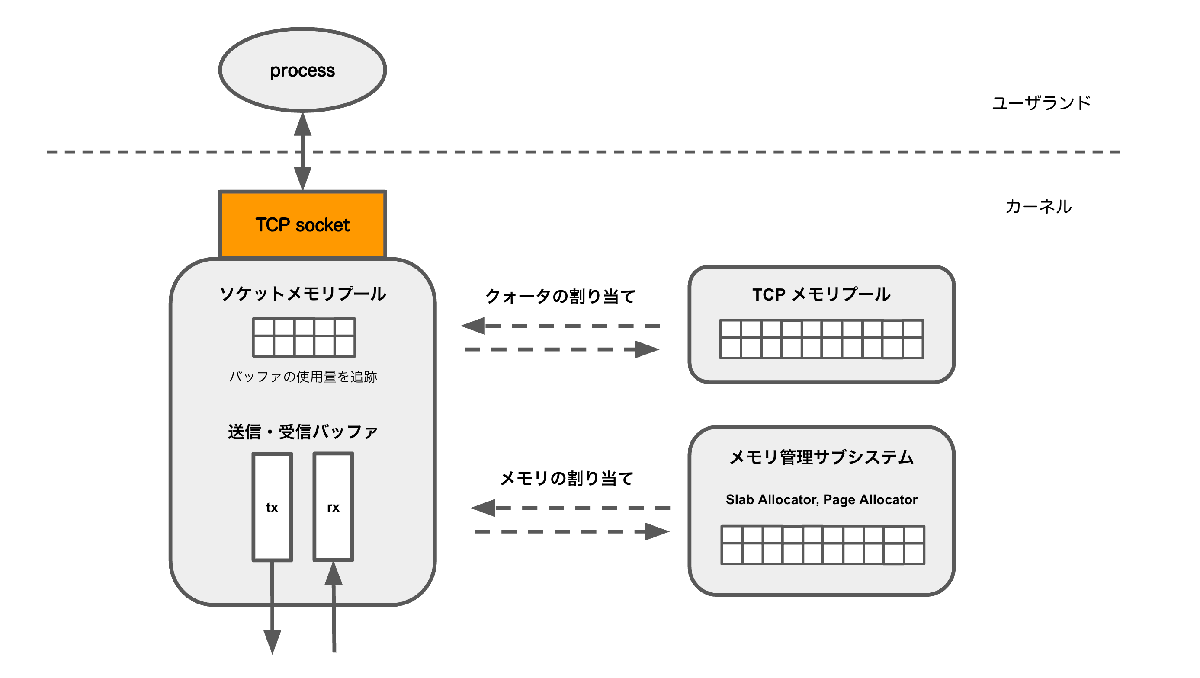 process
ユーザランド
カーネル
TCP socket
ソケットメモリプール
バッファの使用量を追跡
送信・受信バッファ
tx
rx
クォータの割り当て
TCP メモリプール
メモリの割り当て
メモリ管理サブシステム
Slab Allocator, Page Allocator